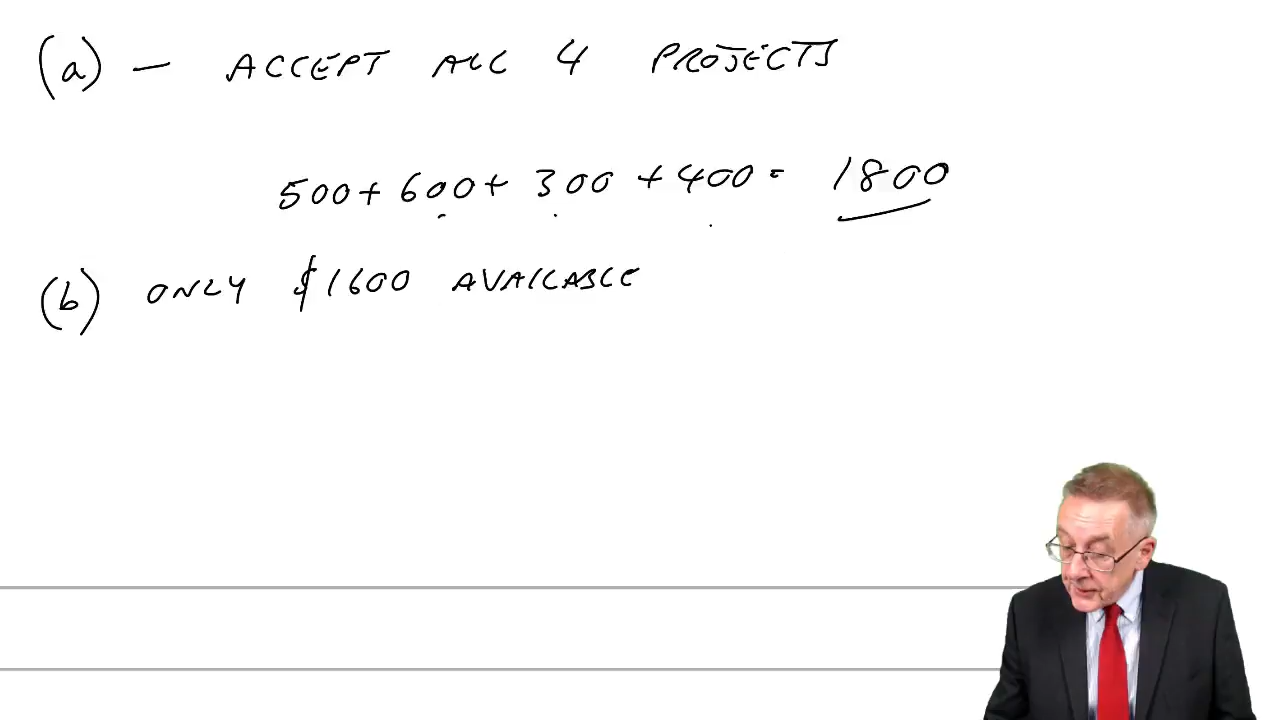 (a) — ACCEPT ALL 4 PROJECTS
500 + 600 + 300 + 400 = 1800
(b) ONLY $1600 AVAILABLE